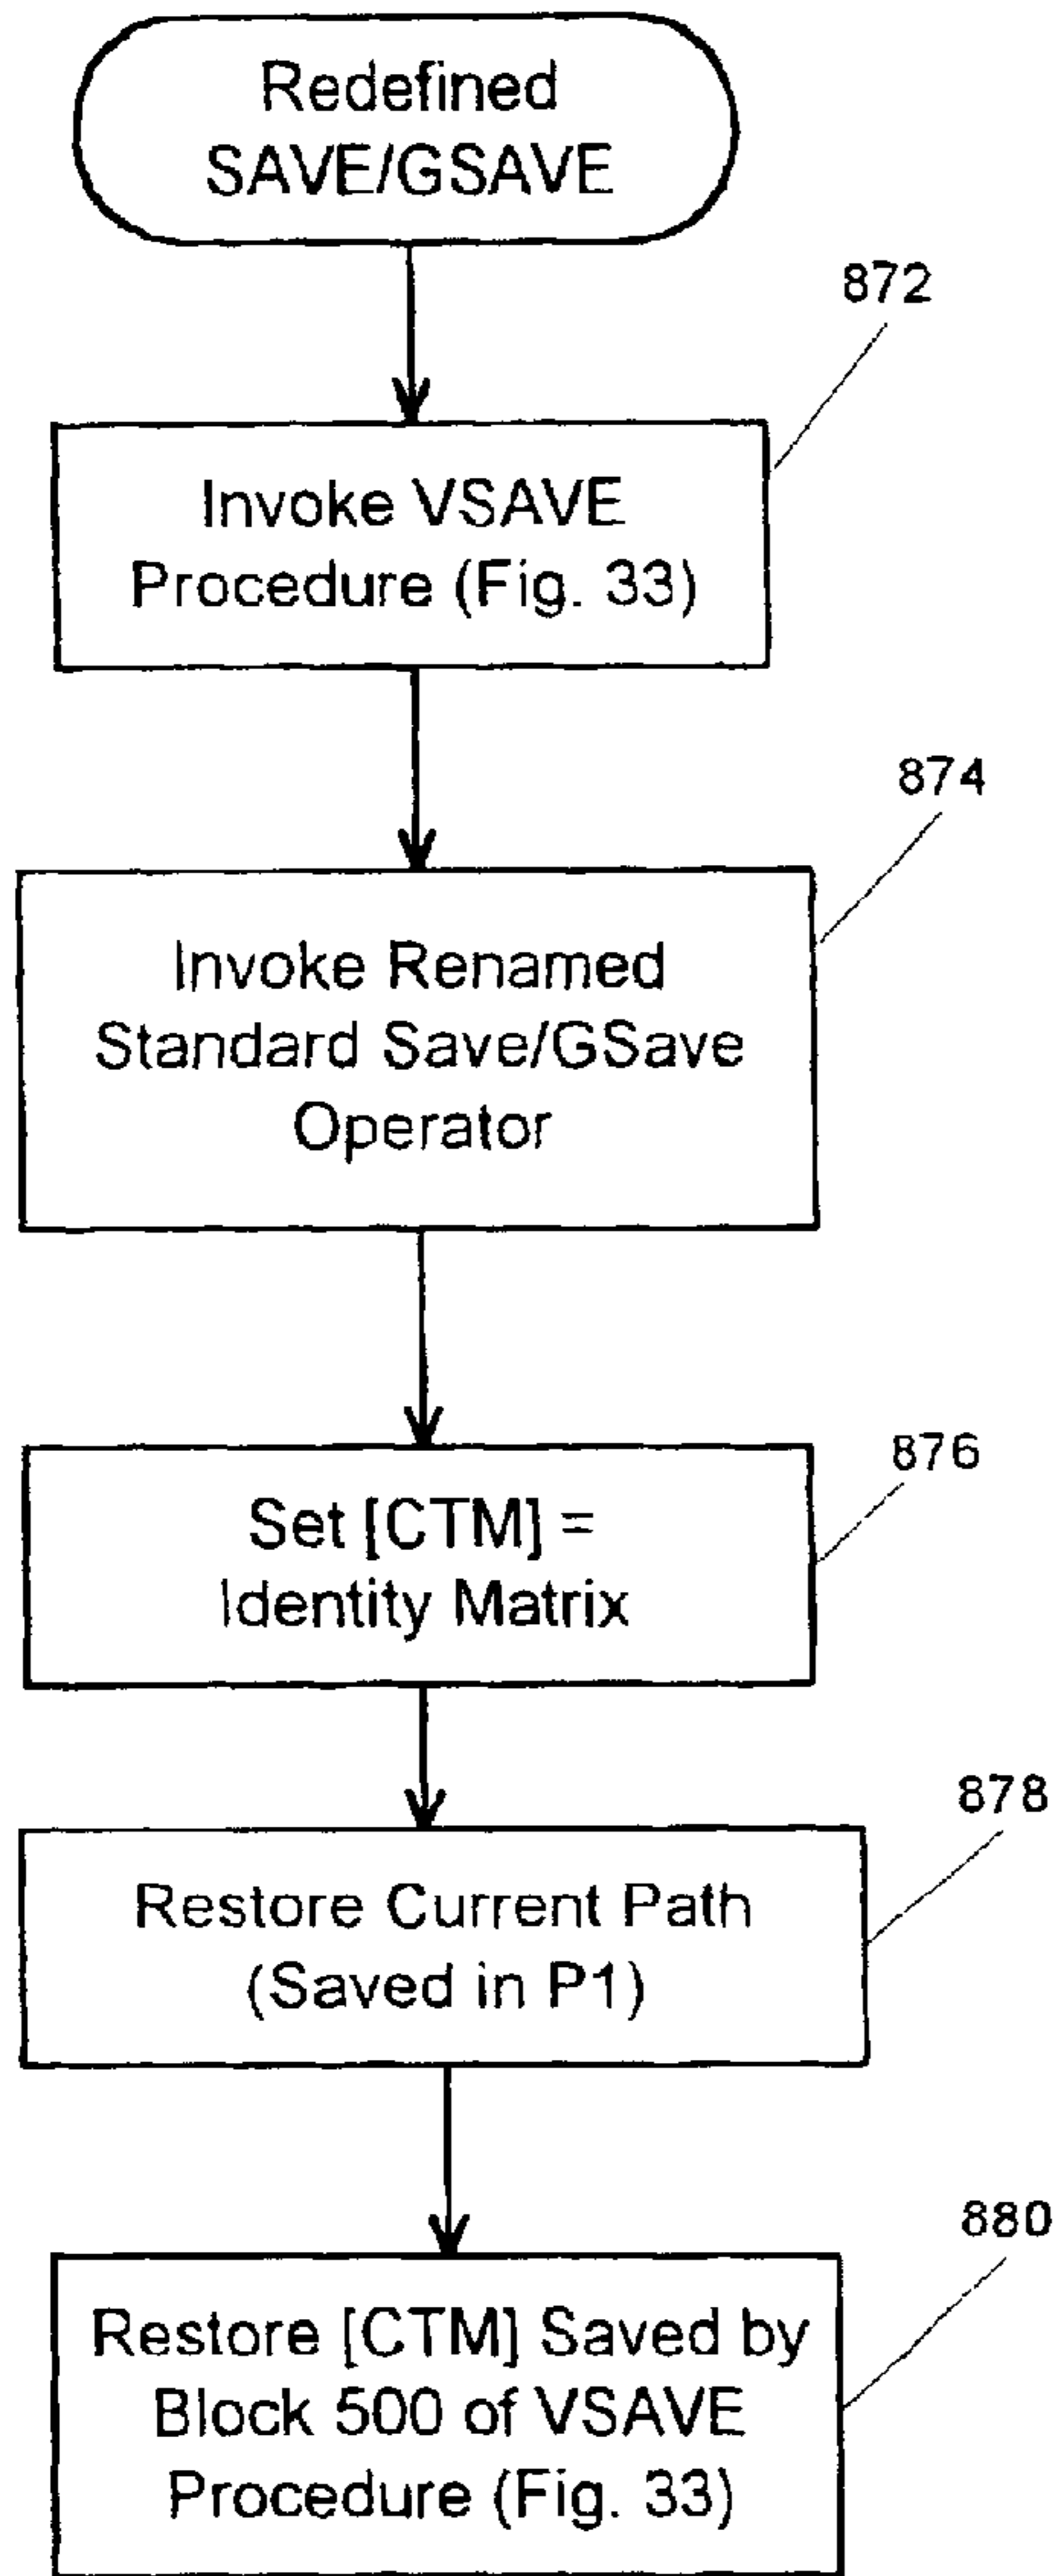 Redefined
SAVE/GSAVE
872
Invoke VSAVE
Procedure (Fig. 33)
874
Invoke Renamed
Standard Save/GSave
Operator
876
Set [CTM] =
Identity Matrix
878
Restore Current Path
(Saved in P1)
880
Restore [CTM] Saved by
Block 500 of VSAVE
Procedure (Fig. 33)